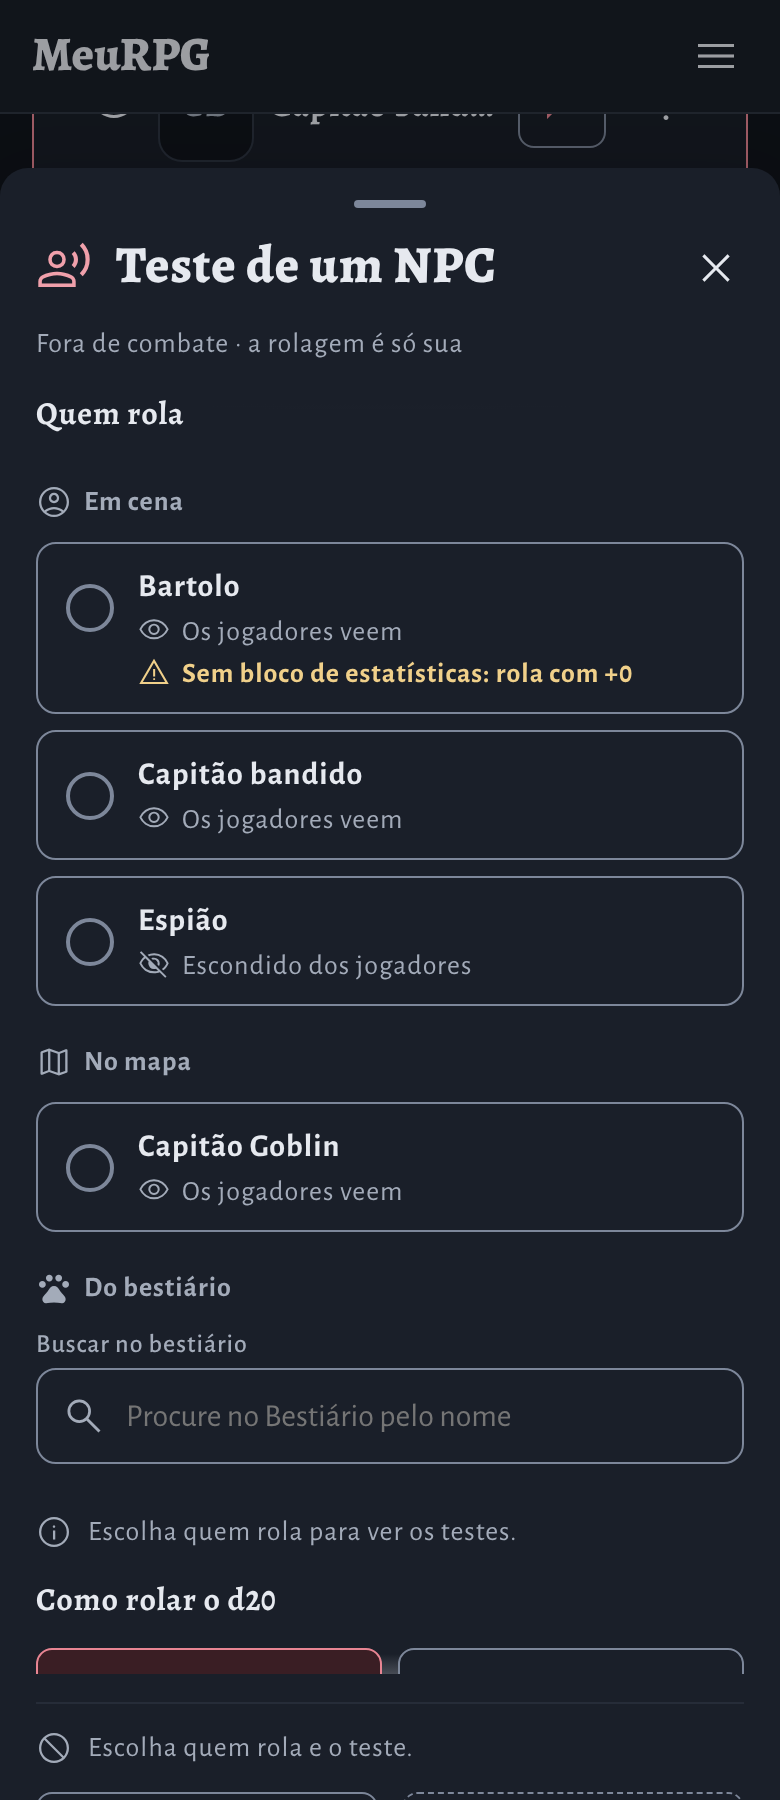 MeuRPG
Teste de um NPC
Fora de combate · a rolagem é só sua
Quem rola
Em cena
Bartolo
Os jogadores veem
Sem bloco de estatísticas: rola com +0
Capitão bandido
Os jogadores veem
Espião
Escondido dos jogadores
No mapa
Capitão Goblin
Os jogadores veem
Do bestiário
Buscar no bestiário
Procure no Bestiário pelo nome
Escolha quem rola para ver os testes.
Como rolar o d20
Escolha quem rola e o teste.